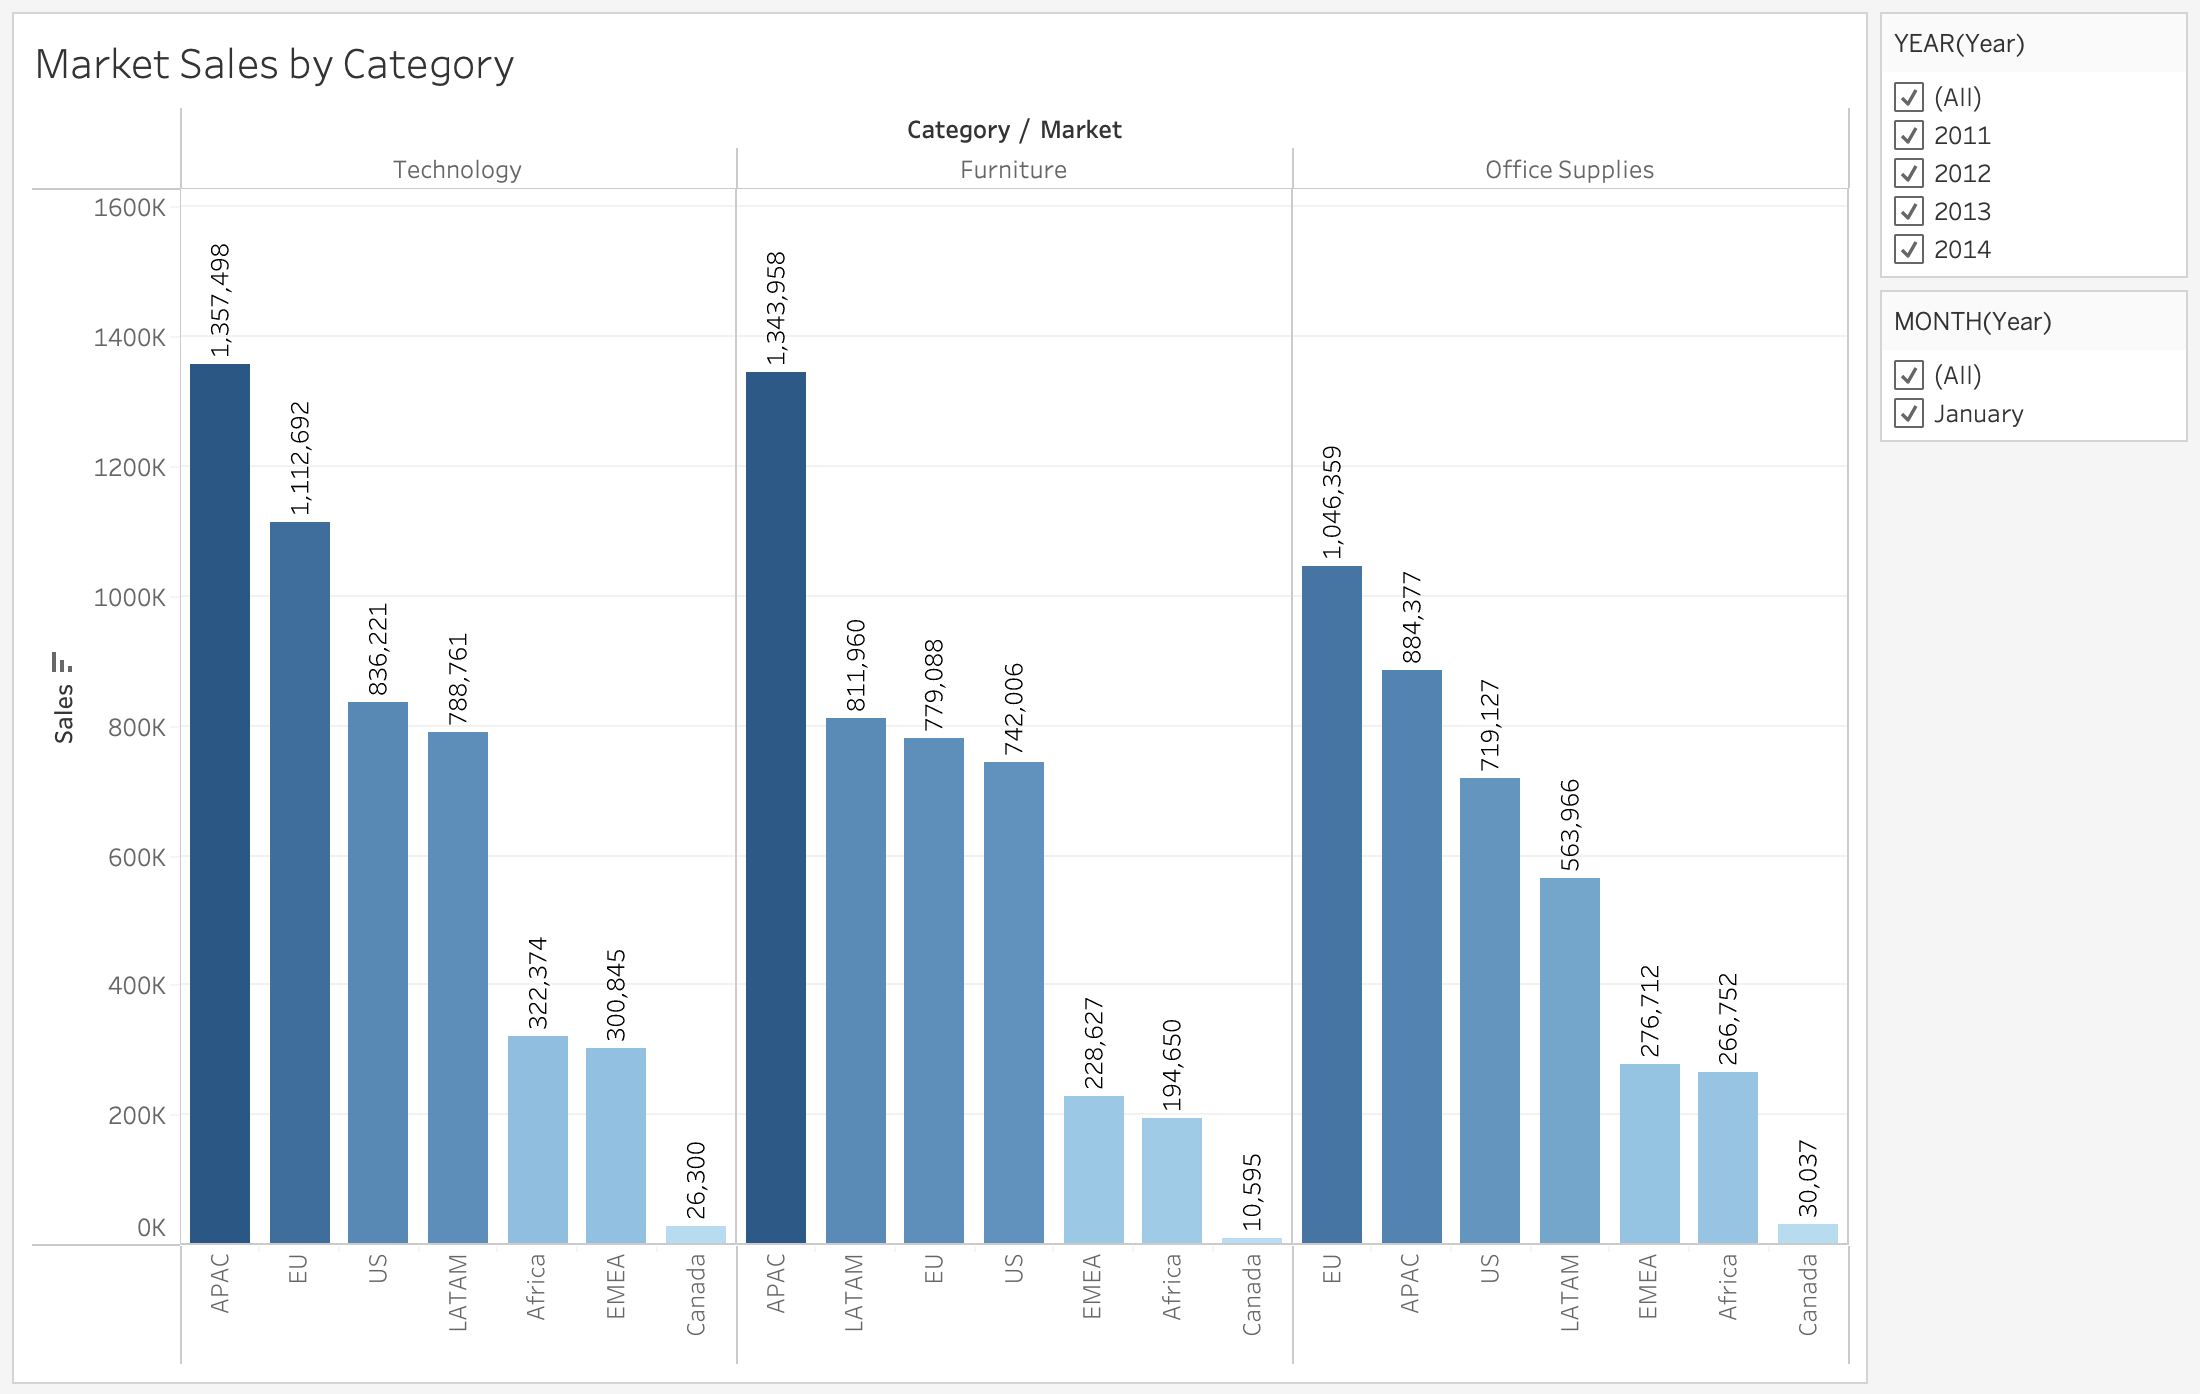 Market Sales by Category
Category / Market
Technology
Furniture
Office Supplies
Sales
1600K
1400K
1200K
1000K
800K
600K
400K
200K
0K
1,357,498
1,112,692
836,221
788,761
322,374
300,845
26,300
1,343,958
811,960
779,088
742,006
228,627
194,650
10,595
1,046,359
884,377
719,127
563,966
276,712
266,752
30,037
APAC
EU
US
LATAM
Africa
EMEA
Canada
APAC
LATAM
EU
US
EMEA
Africa
Canada
EU
APAC
US
LATAM
EMEA
Africa
Canada
YEAR(Year)
(All)
2011
2012
2013
2014
MONTH(Year)
(All)
January